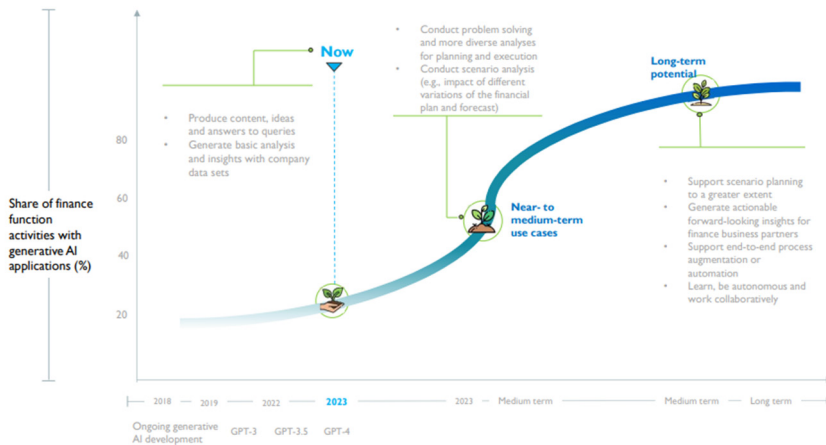 Now
Produce content, ideas
and answers to queries
Generate basic analysis
and insights with company
data sets
Conduct problem solving
and more diverse analyses
for planning and execution
Conduct scenario analysis
(e.g., impact of different
variations of the financial
plan and forecast)
Long-term
potential
Support scenario planning
to a greater extent
Generate actionable
forward-looking insights for
finance business partners
Support end-to-end process
augmentation or
automation
Learn, be autonomous and
work collaboratively
Near- to
medium-term
use cases
Share of finance
function
activities with
generative AI
applications (%)
80
60
40
20
2018
2019
2022
2023
2023
Medium term
Medium term
Long term
Ongoing generative
AI development
GPT-3
GPT-3.5
GPT-4